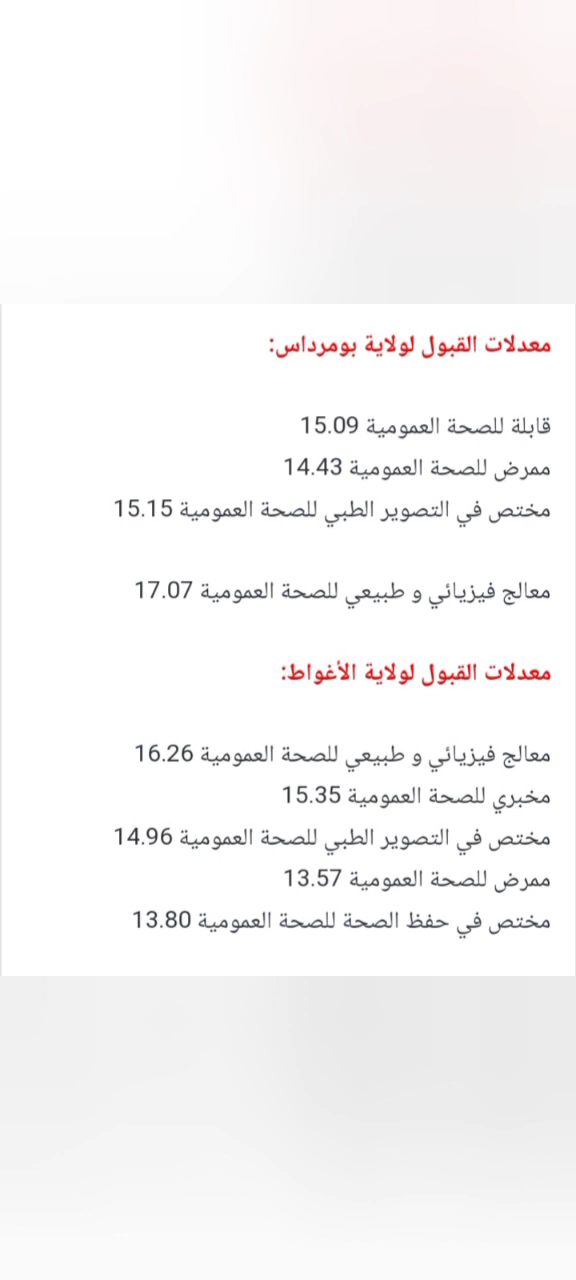 معدلات القبول لولاية بومرداس:
قابلة للصحة العمومية 15.09
ممرض للصحة العمومية 14.43
مختص في التصوير الطبي للصحة العمومية 15.15
معالج فيزيائي و طبيعي للصحة العمومية 17.07
معدلات القبول لولاية الأغواط:
معالج فيزيائي و طبيعي للصحة العمومية 16.26
مخبري للصحة العمومية 15.35
مختص في التصوير الطبي للصحة العمومية 14.96
ممرض للصحة العمومية 13.57
مختص في حفظ الصحة للصحة العمومية 13.80